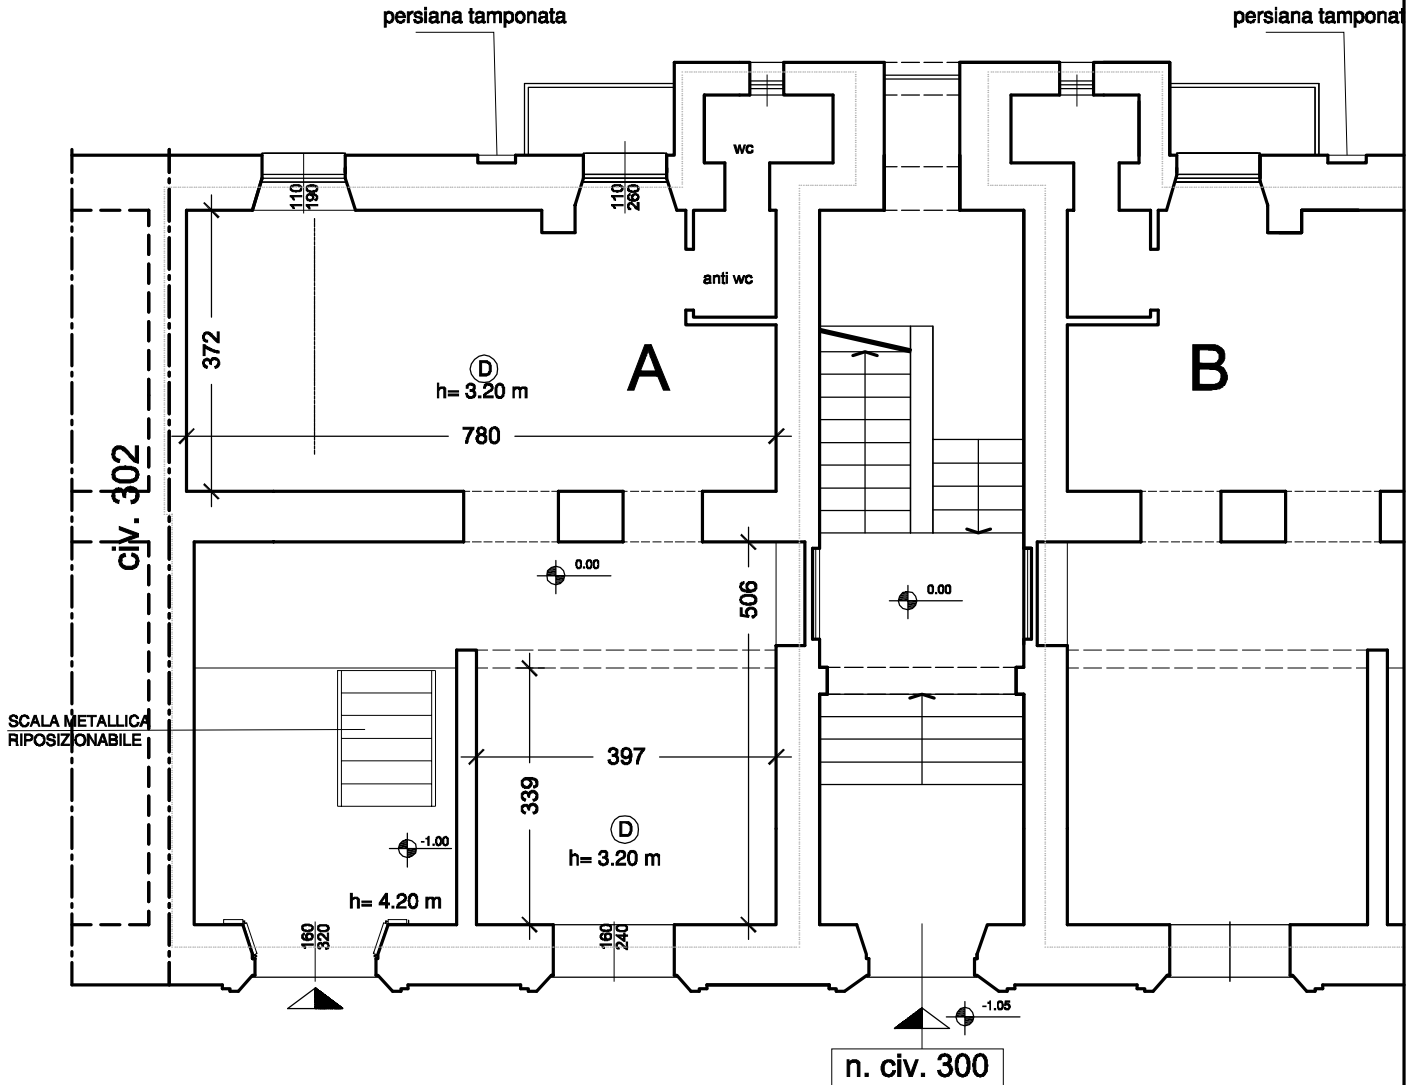 persiana tamponata
persiana tamponat
wc
110
190
110
260
anti wc
372
A
B
D
h= 3.20 m
780
civ. 302
0.00
506
0.00
SCALA METALLICA
RIPOSIZIONABILE
397
339
D
-1.00
h= 3.20 m
h= 4.20 m
160
320
160
240
-1.05
n. civ. 300